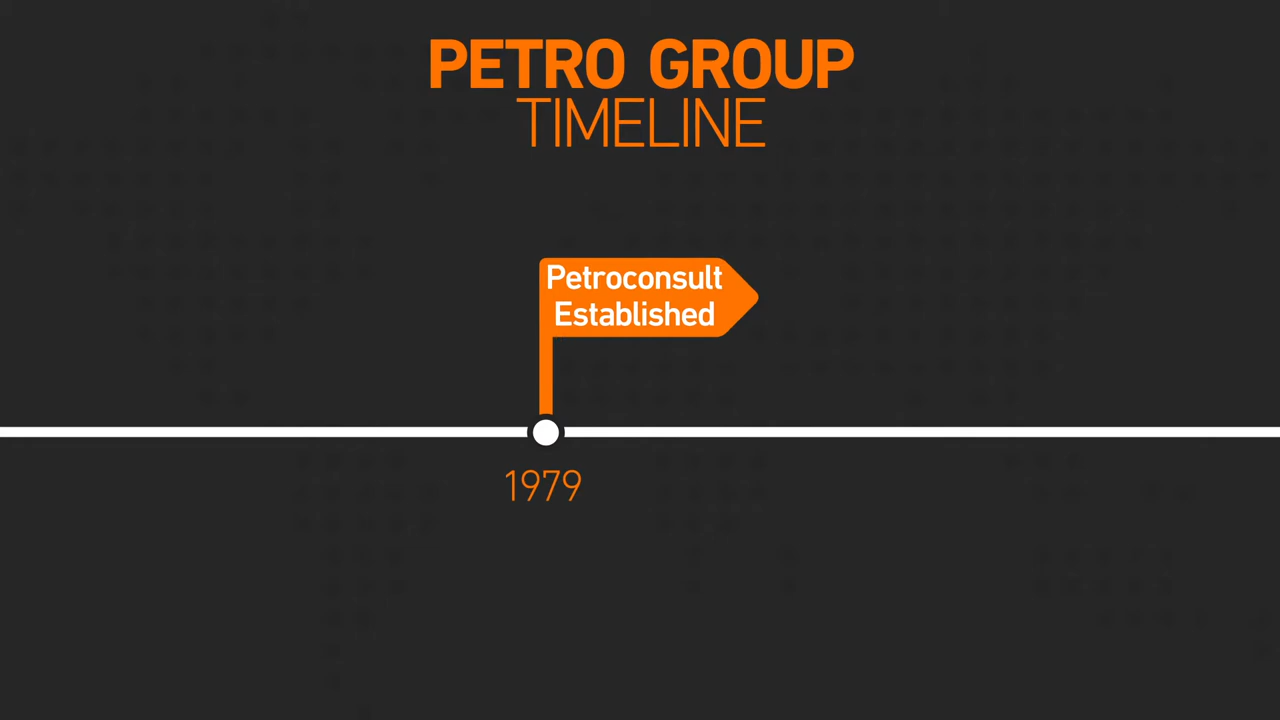 PETRO GROUP
TIMELINE
Petroconsult
Established
1979